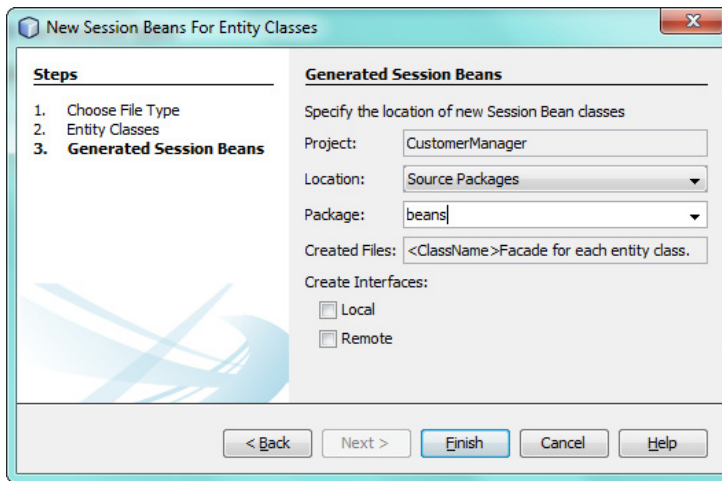 New Session Beans For Entity Classes
Steps
1. Choose File Type
2. Entity Classes
3. Generated Session Beans
Generated Session Beans
Specify the location of new Session Bean classes
Project: CustomerManager
Location: Source Packages
Package: beans
Created Files: <ClassName>Facade for each entity class.
Create Interfaces:
Local
Remote
< Back Next > Finish Cancel Help